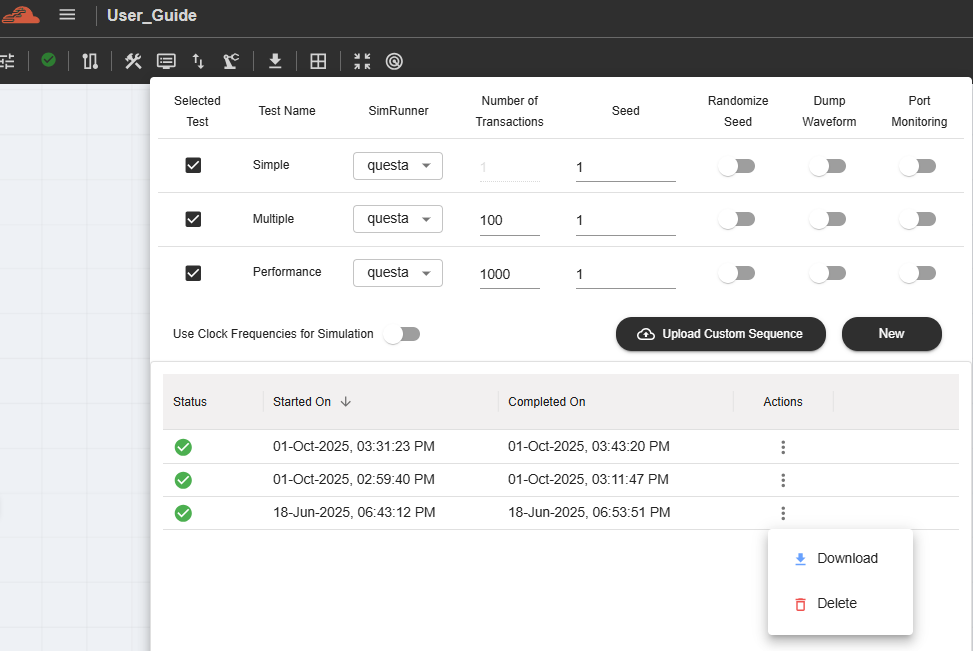 User_Guide
Selected Test
Test Name
SimRunner
Number of Transactions
Seed
Randomize Seed
Dump Waveform
Port Monitoring
Simple questa 1 1
Multiple questa 100 1
Performance questa 1000 1
Use Clock Frequencies for Simulation
Upload Custom Sequence
New
Status Started On Completed On Actions
01-Oct-2025, 03:31:23 PM 01-Oct-2025, 03:43:20 PM
01-Oct-2025, 02:59:40 PM 01-Oct-2025, 03:11:47 PM
18-Jun-2025, 06:43:12 PM 18-Jun-2025, 06:53:51 PM
Download
Delete